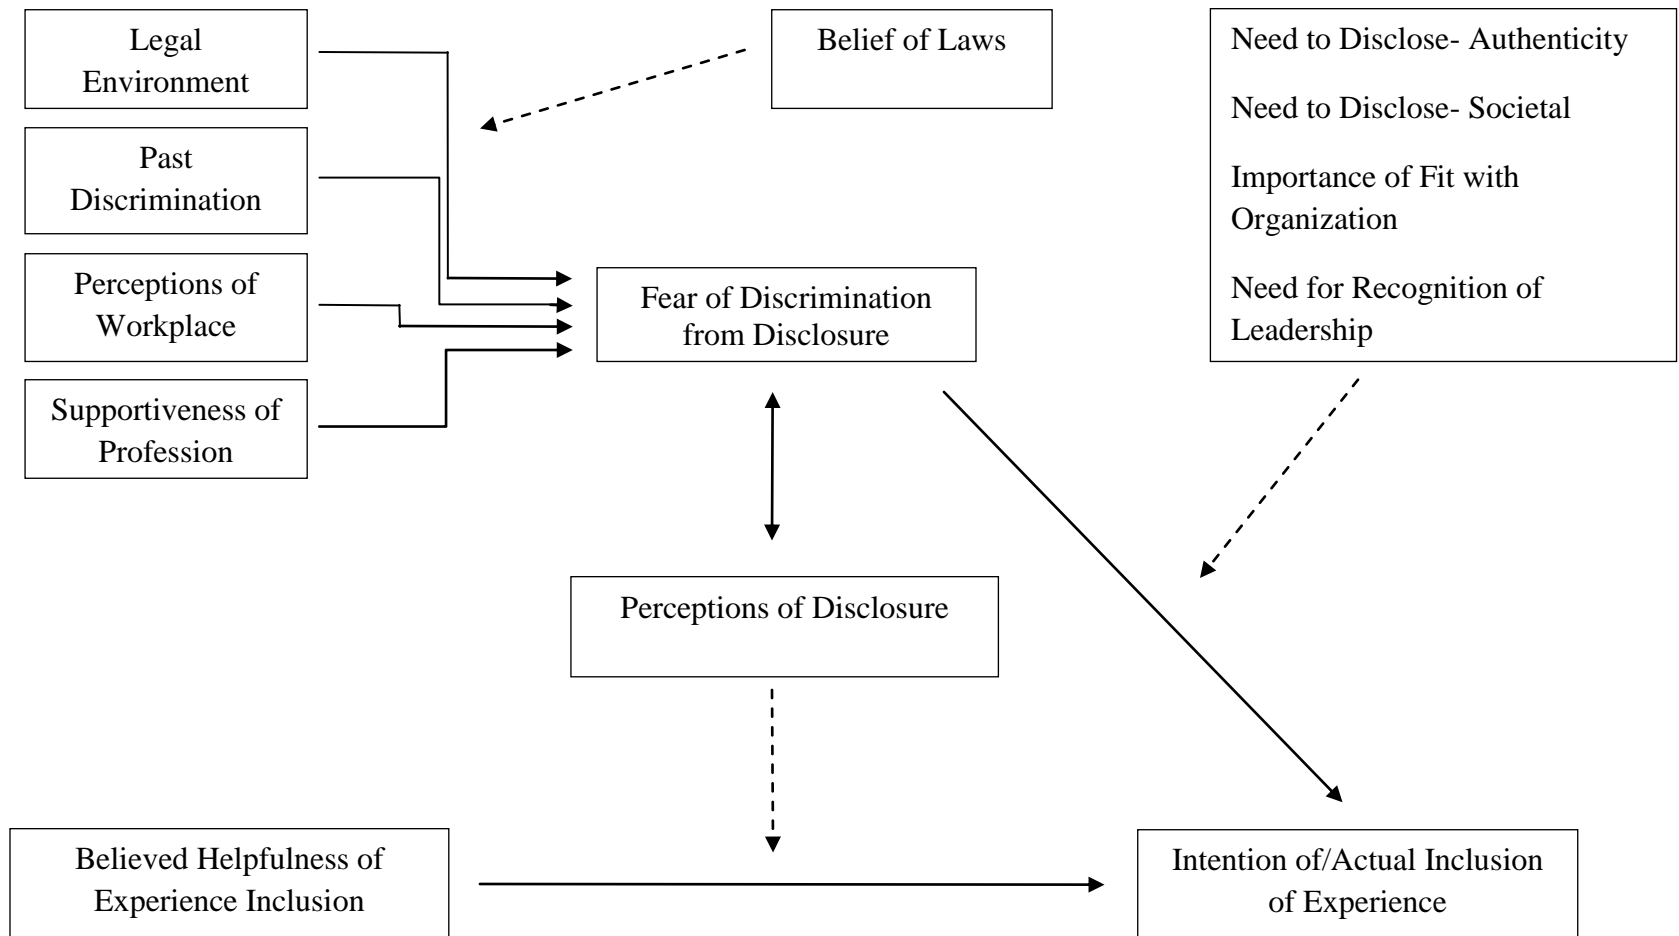 Legal
Environment
Belief of Laws
Need to Disclose- Authenticity
Need to Disclose- Societal
Importance of Fit with
Organization
Need for Recognition of
Leadership
Past
Discrimination
Perceptions of
Workplace
Supportiveness of
Profession
Fear of Discrimination
from Disclosure
Perceptions of Disclosure
Believed Helpfulness of
Experience Inclusion
Intention of/Actual Inclusion
of Experience